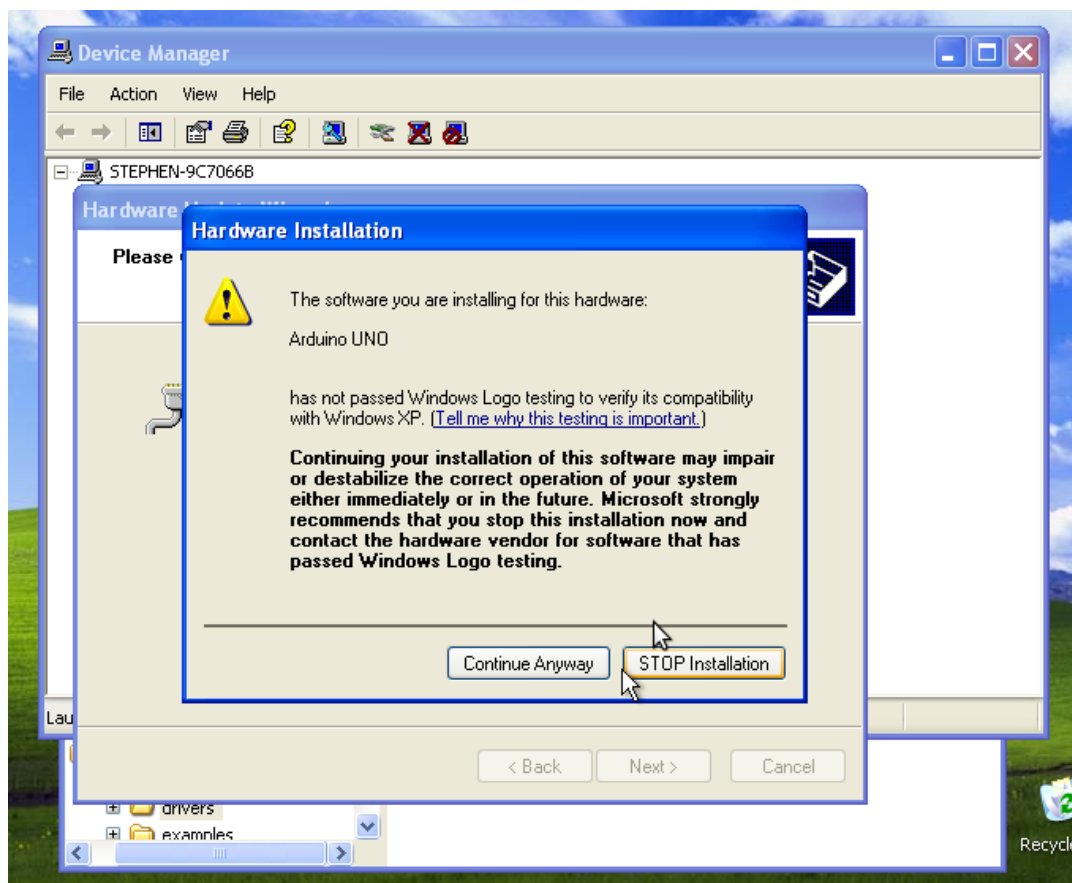 Device Manager
File Action View Help
STEPHEN-9C7066B
Hardware
Hardware Installation
Please
The software you are installing for this hardware:
Arduino UNO
has not passed Windows Logo testing to verify its compatibility
with Windows XP. (Tell me why this testing is important.)
Continuing your installation of this software may impair
or destabilize the correct operation of your system
either immediately or in the future. Microsoft strongly
recommends that you stop this installation now and
contact the hardware vendor for software that has
passed Windows Logo testing.
Continue Anyway STOP Installation
Lau
< Back Next > Cancel
drivers
examples
Recycle